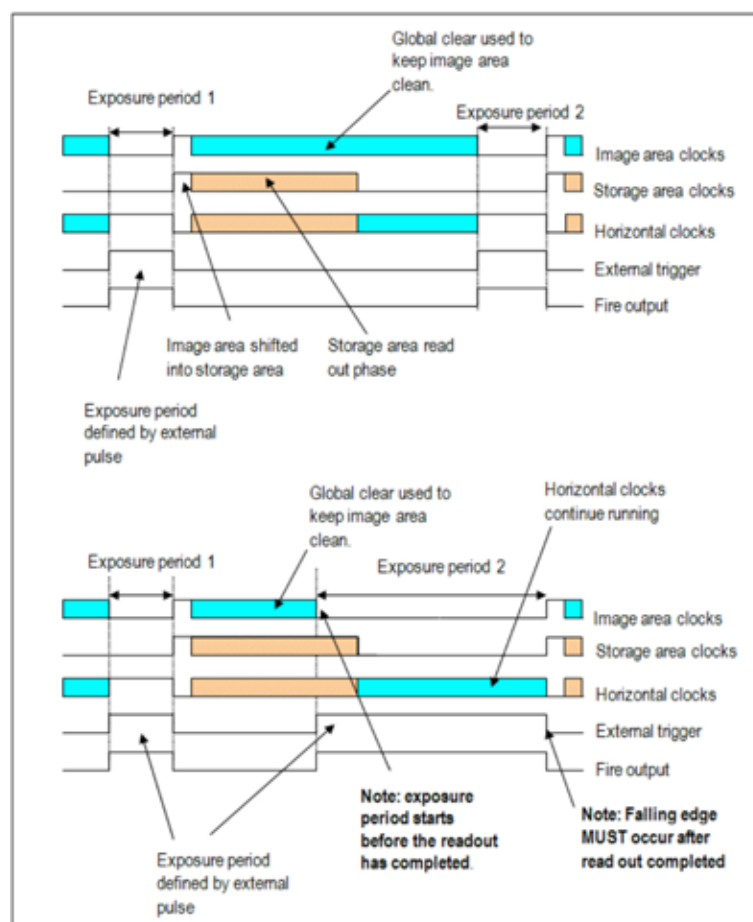 Global clear used to
keep image area
clean.
Exposure period 1
Exposure period 2
Image area clocks
Storage area clocks
Horizontal clocks
External trigger
Fire output
Image area shifted
into storage area
Storage area read
out phase
Exposure period
defined by external
pulse
Global clear used to
keep image area
clean.
Horizontal clocks
continue running
Exposure period 1
Exposure period 2
Image area clocks
Storage area clocks
Horizontal clocks
External trigger
Fire output
Note: exposure
period starts
before the readout
has completed.
Note: Falling edge
MUST occur after
read out completed
Exposure period
defined by external
pulse